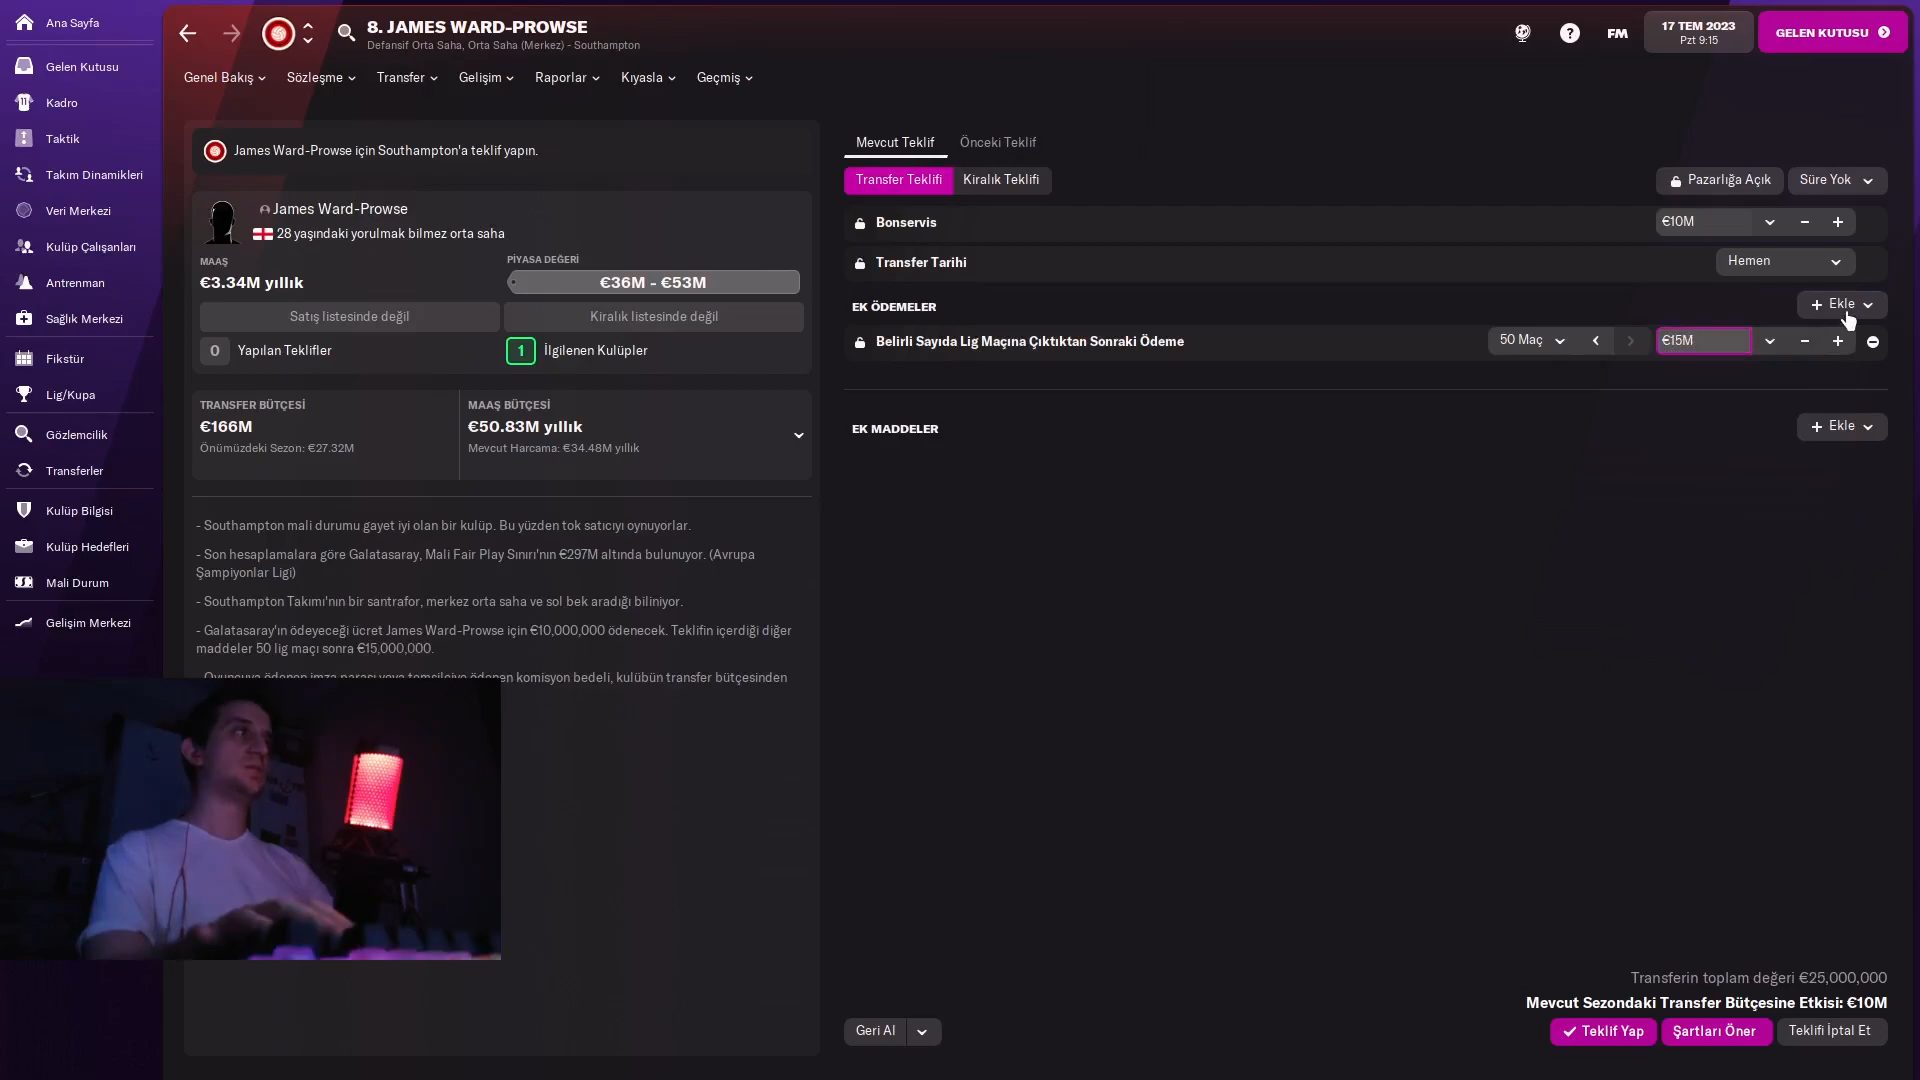 Ana Sayfa
Gelen Kutusu
Kadro
Taktik
Takım Dinamikleri
Veri Merkezi
Kulüp Çalışanları
Antrenman
Sağlık Merkezi
Fikstür
Lig/Kupa
Gözlemcilik
Transferler
Kulüp Bilgisi
Kulüp Hedefleri
Mali Durum
Gelişim Merkezi
8. JAMES WARD-PROWSE
Defansif Orta Saha, Orta Saha (Merkez) - Southampton
FM
17 TEM 2023
Pzt 9:15
GELEN KUTUSU
Genel Bakış
Sözleşme
Transfer
Gelişim
Raporlar
Kıyasla
Geçmiş
James Ward-Prowse için Southampton'a teklif yapın.
James Ward-Prowse
28 yaşındaki yorulmak bilmez orta saha
MAAŞ
PİYASA DEĞERİ
€3.34M yıllık
€36M - €53M
Satış listesinde değil
Kiralık listesinde değil
0 Yapılan Teklifler
1 İlgilenen Kulüpler
TRANSFER BÜTÇESİ
€166M
Önümüzdeki Sezon: €27.32M
MAAŞ BÜTÇESİ
€50.83M yıllık
Mevcut Harcama: €34.48M yıllık
- Southampton mali durumu gayet iyi olan bir kulüp. Bu yüzden tok satıcıyı oynuyorlar.
- Son hesaplamalara göre Galatasaray, Mali Fair Play Sınırı'nın €297M altında bulunuyor. (Avrupa
Şampiyonlar Ligi)
- Southampton Takımı'nın bir santrafor, merkez orta saha ve sol bek aradığı biliniyor.
- Galatasaray'ın ödeyeceği ücret James Ward-Prowse için €10,000,000 ödenecek. Teklifin içerdiği diğer
maddeler 50 lig maçı sonra €15,000,000.
- Oyuncuya ödenen imza parası veya temsilciye ödenen komisyon bedeli, kulübün transfer bütçesinden
Mevcut Teklif
Önceki Teklif
Transfer Teklifi
Kiralık Teklifi
Pazarlığa Açık
Süre Yok
Bonservis
€10M
Transfer Tarihi
Hemen
EK ÖDEMELER
Ekle
Belirli Sayıda Lig Maçına Çıktıktan Sonraki Ödeme
50 Maç
€15M
EK MADDELER
Ekle
Transferin toplam değeri €25,000,000
Mevcut Sezondaki Transfer Bütçesine Etkisi: €10M
Geri Al
Teklif Yap
Şartları Öner
Teklifi İptal Et